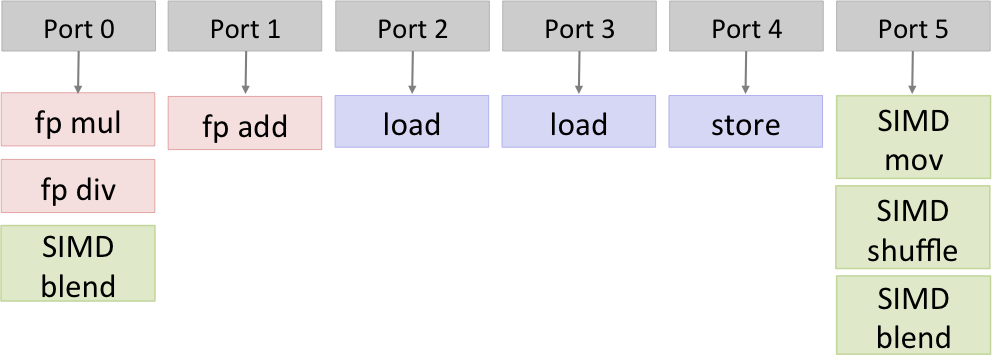 Port 0
Port 1
Port 2
Port 3
Port 4
Port 5
fp mul
fp add
load
load
store
SIMD
mov
fp div
SIMD
shuffle
SIMD
blend
SIMD
blend